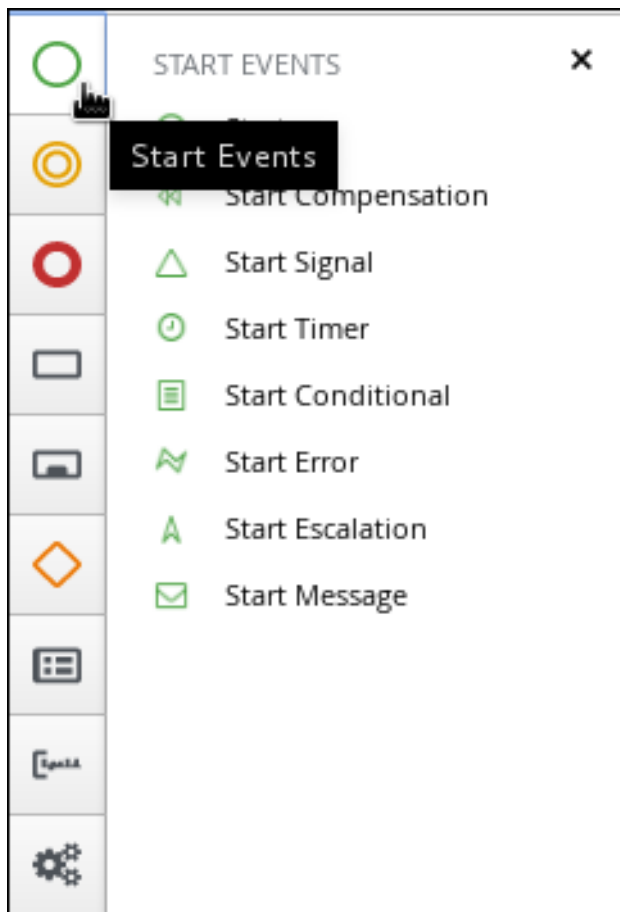 START EVENTS
Start Events
Start Compensation
Start Signal
Start Timer
Start Conditional
Start Error
Start Escalation
Start Message